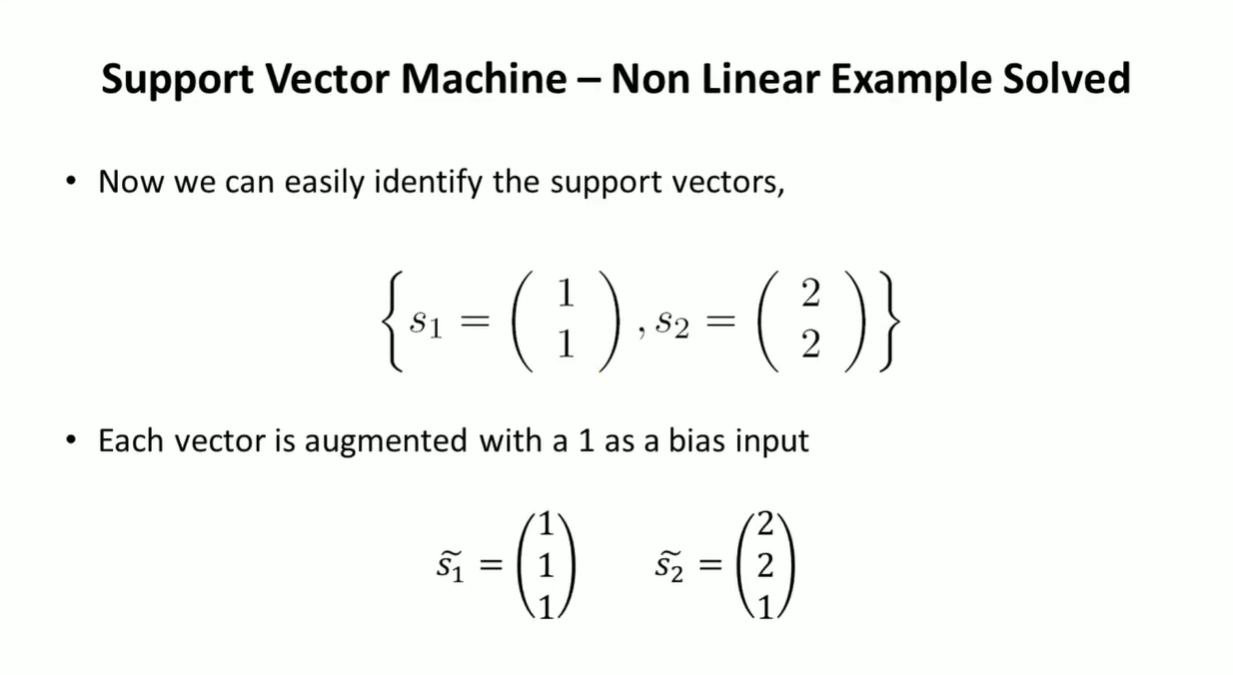 Support Vector Machine – Non Linear Example Solved
• Now we can easily identify the support vectors,
{ s₁ = ( 1 1 ) , s₂ = ( 2 2 ) }
• Each vector is augmented with a 1 as a bias input
s̃₁ = ( 1 1 1 ) s̃₂ = ( 2 2 1 )